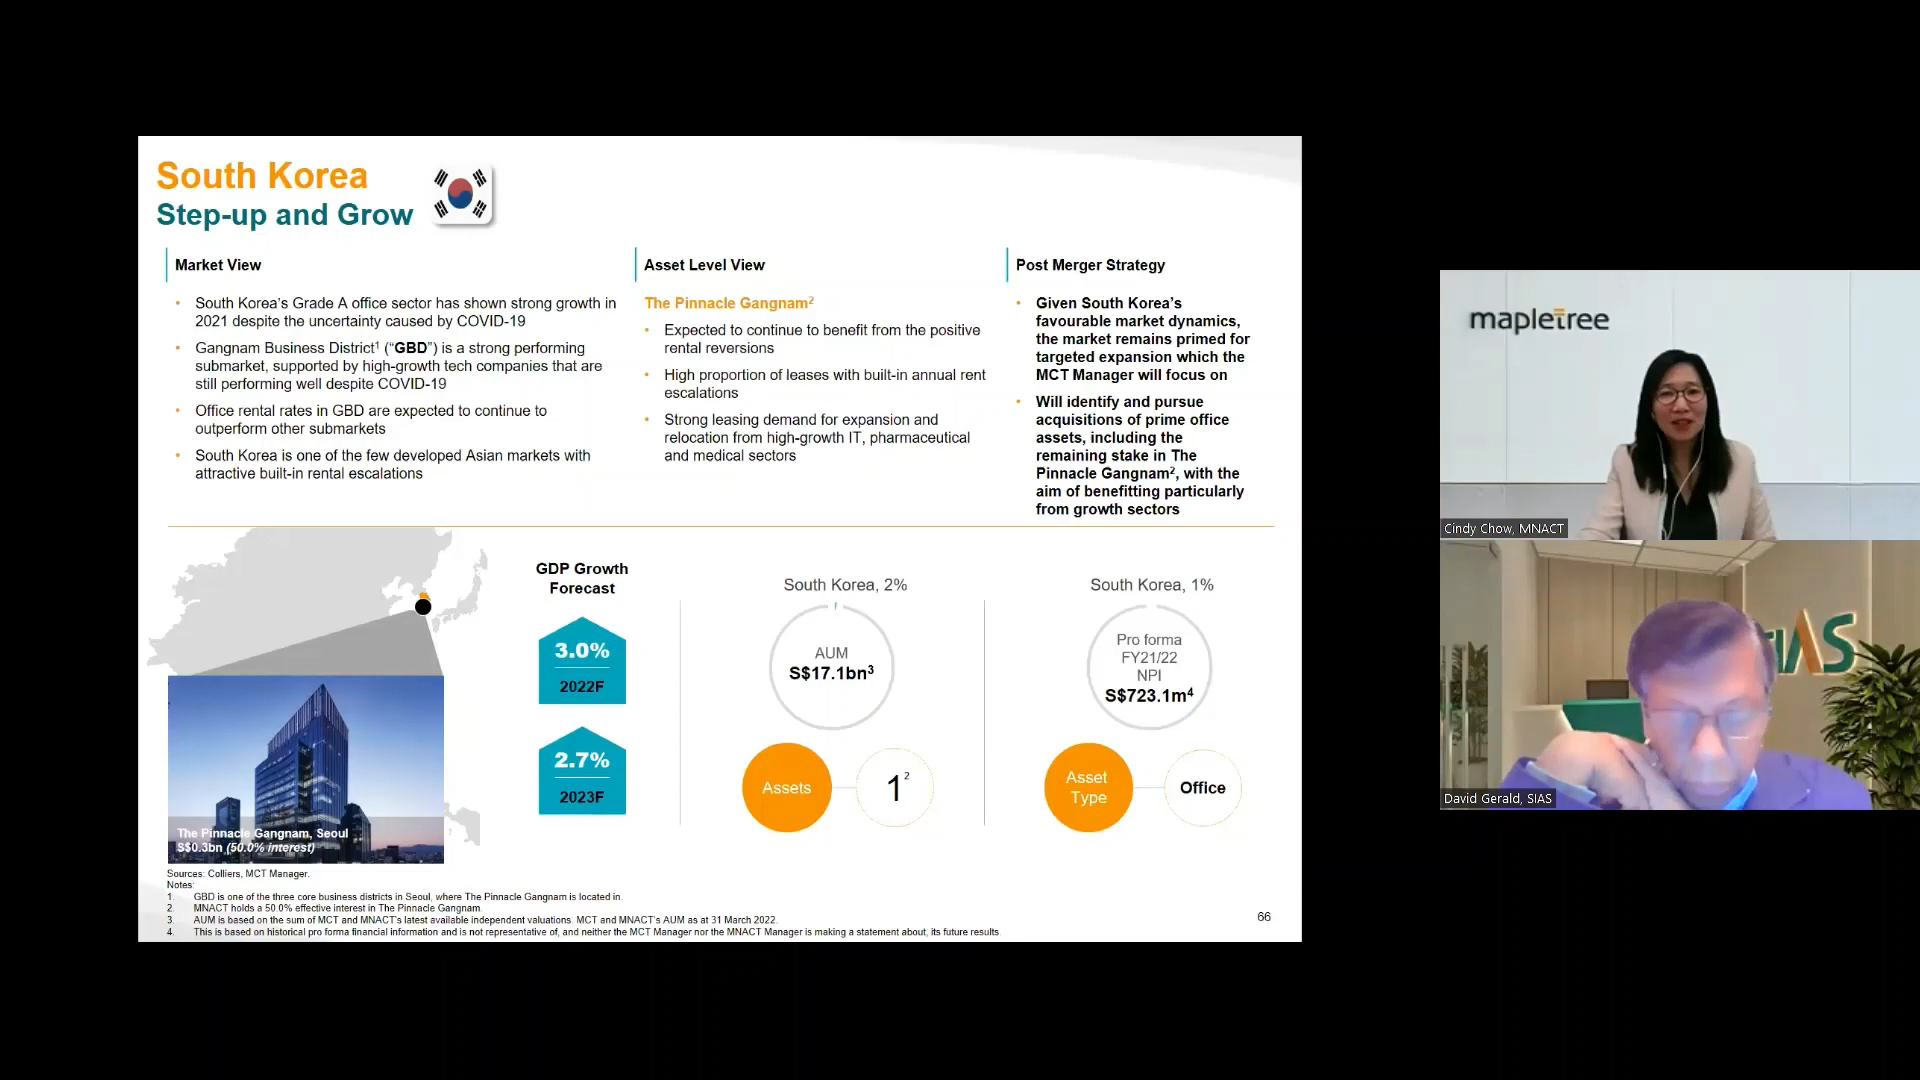 South Korea
Step-up and Grow
Market View
• South Korea's Grade A office sector has shown strong growth in
2021 despite the uncertainty caused by COVID-19
• Gangnam Business District1 ("GBD") is a strong performing
submarket, supported by high-growth tech companies that are
still performing well despite COVID-19
• Office rental rates in GBD are expected to continue to
outperform other submarkets
• South Korea is one of the few developed Asian markets with
attractive built-in rental escalations
Asset Level View
The Pinnacle Gangnam2
• Expected to continue to benefit from the positive
rental reversions
• High proportion of leases with built-in annual rent
escalations
• Strong leasing demand for expansion and
relocation from high-growth IT, pharmaceutical
and medical sectors
Post Merger Strategy
• Given South Korea's
favourable market dynamics,
the market remains primed for
targeted expansion which the
MCT Manager will focus on
• Will identify and pursue
acquisitions of prime office
assets, including the
remaining stake in The
Pinnacle Gangnam2, with the
aim of benefitting particularly
from growth sectors
The Pinnacle Gangnam, Seoul
S$0.3bn (50.0% interest)
GDP Growth
Forecast
3.0%
2022F
2.7%
2023F
South Korea, 2%
AUM
S$17.1bn3
Assets
12
South Korea, 1%
Pro forma
FY21/22
NPI
S$723.1m4
Asset
Type
Office
Sources: Colliers, MCT Manager.
Notes:
1. GBD is one of the three core business districts in Seoul, where The Pinnacle Gangnam is located in.
2. MNACT holds a 50.0% effective interest in The Pinnacle Gangnam.
3. AUM is based on the sum of MCT and MNACT's latest available independent valuations. MCT and MNACT's AUM as at 31 March 2022.
4. This is based on historical pro forma financial information and is not representative of, and neither the MCT Manager nor the MNACT Manager is making a statement about, its future results.
66
mapletree
Cindy Chow, MNACT
SIAS
David Gerald, SIAS